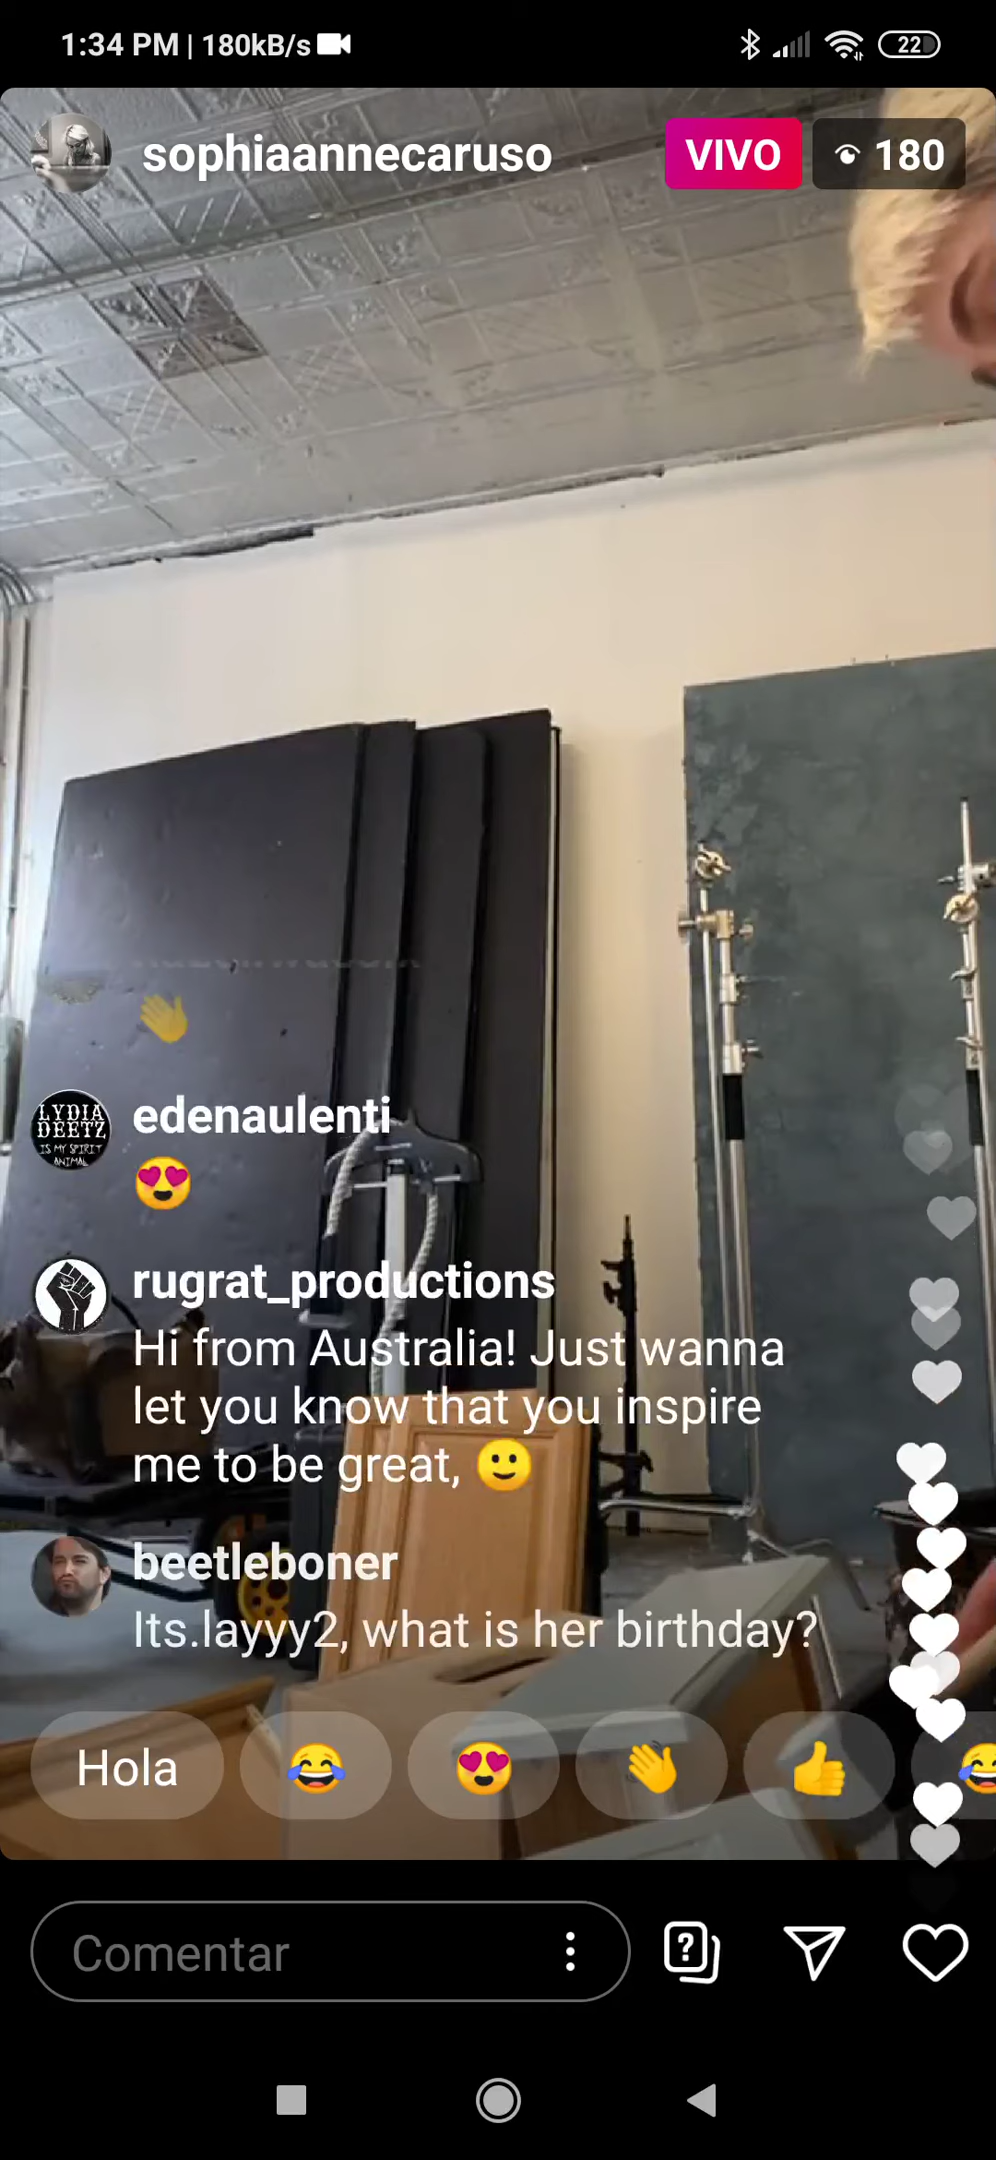 1:34 PM | 180kB/s
22
sophiaannecaruso
VIVO
180
edenaulenti
LYDIA
DEETZ
IS MY SPIRIT
ANIMAL
😍
rugrat_productions
Hi from Australia! Just wanna
let you know that you inspire
me to be great, 🙂
beetleboner
Its.layyy2, what is her birthday?
Hola
Comentar